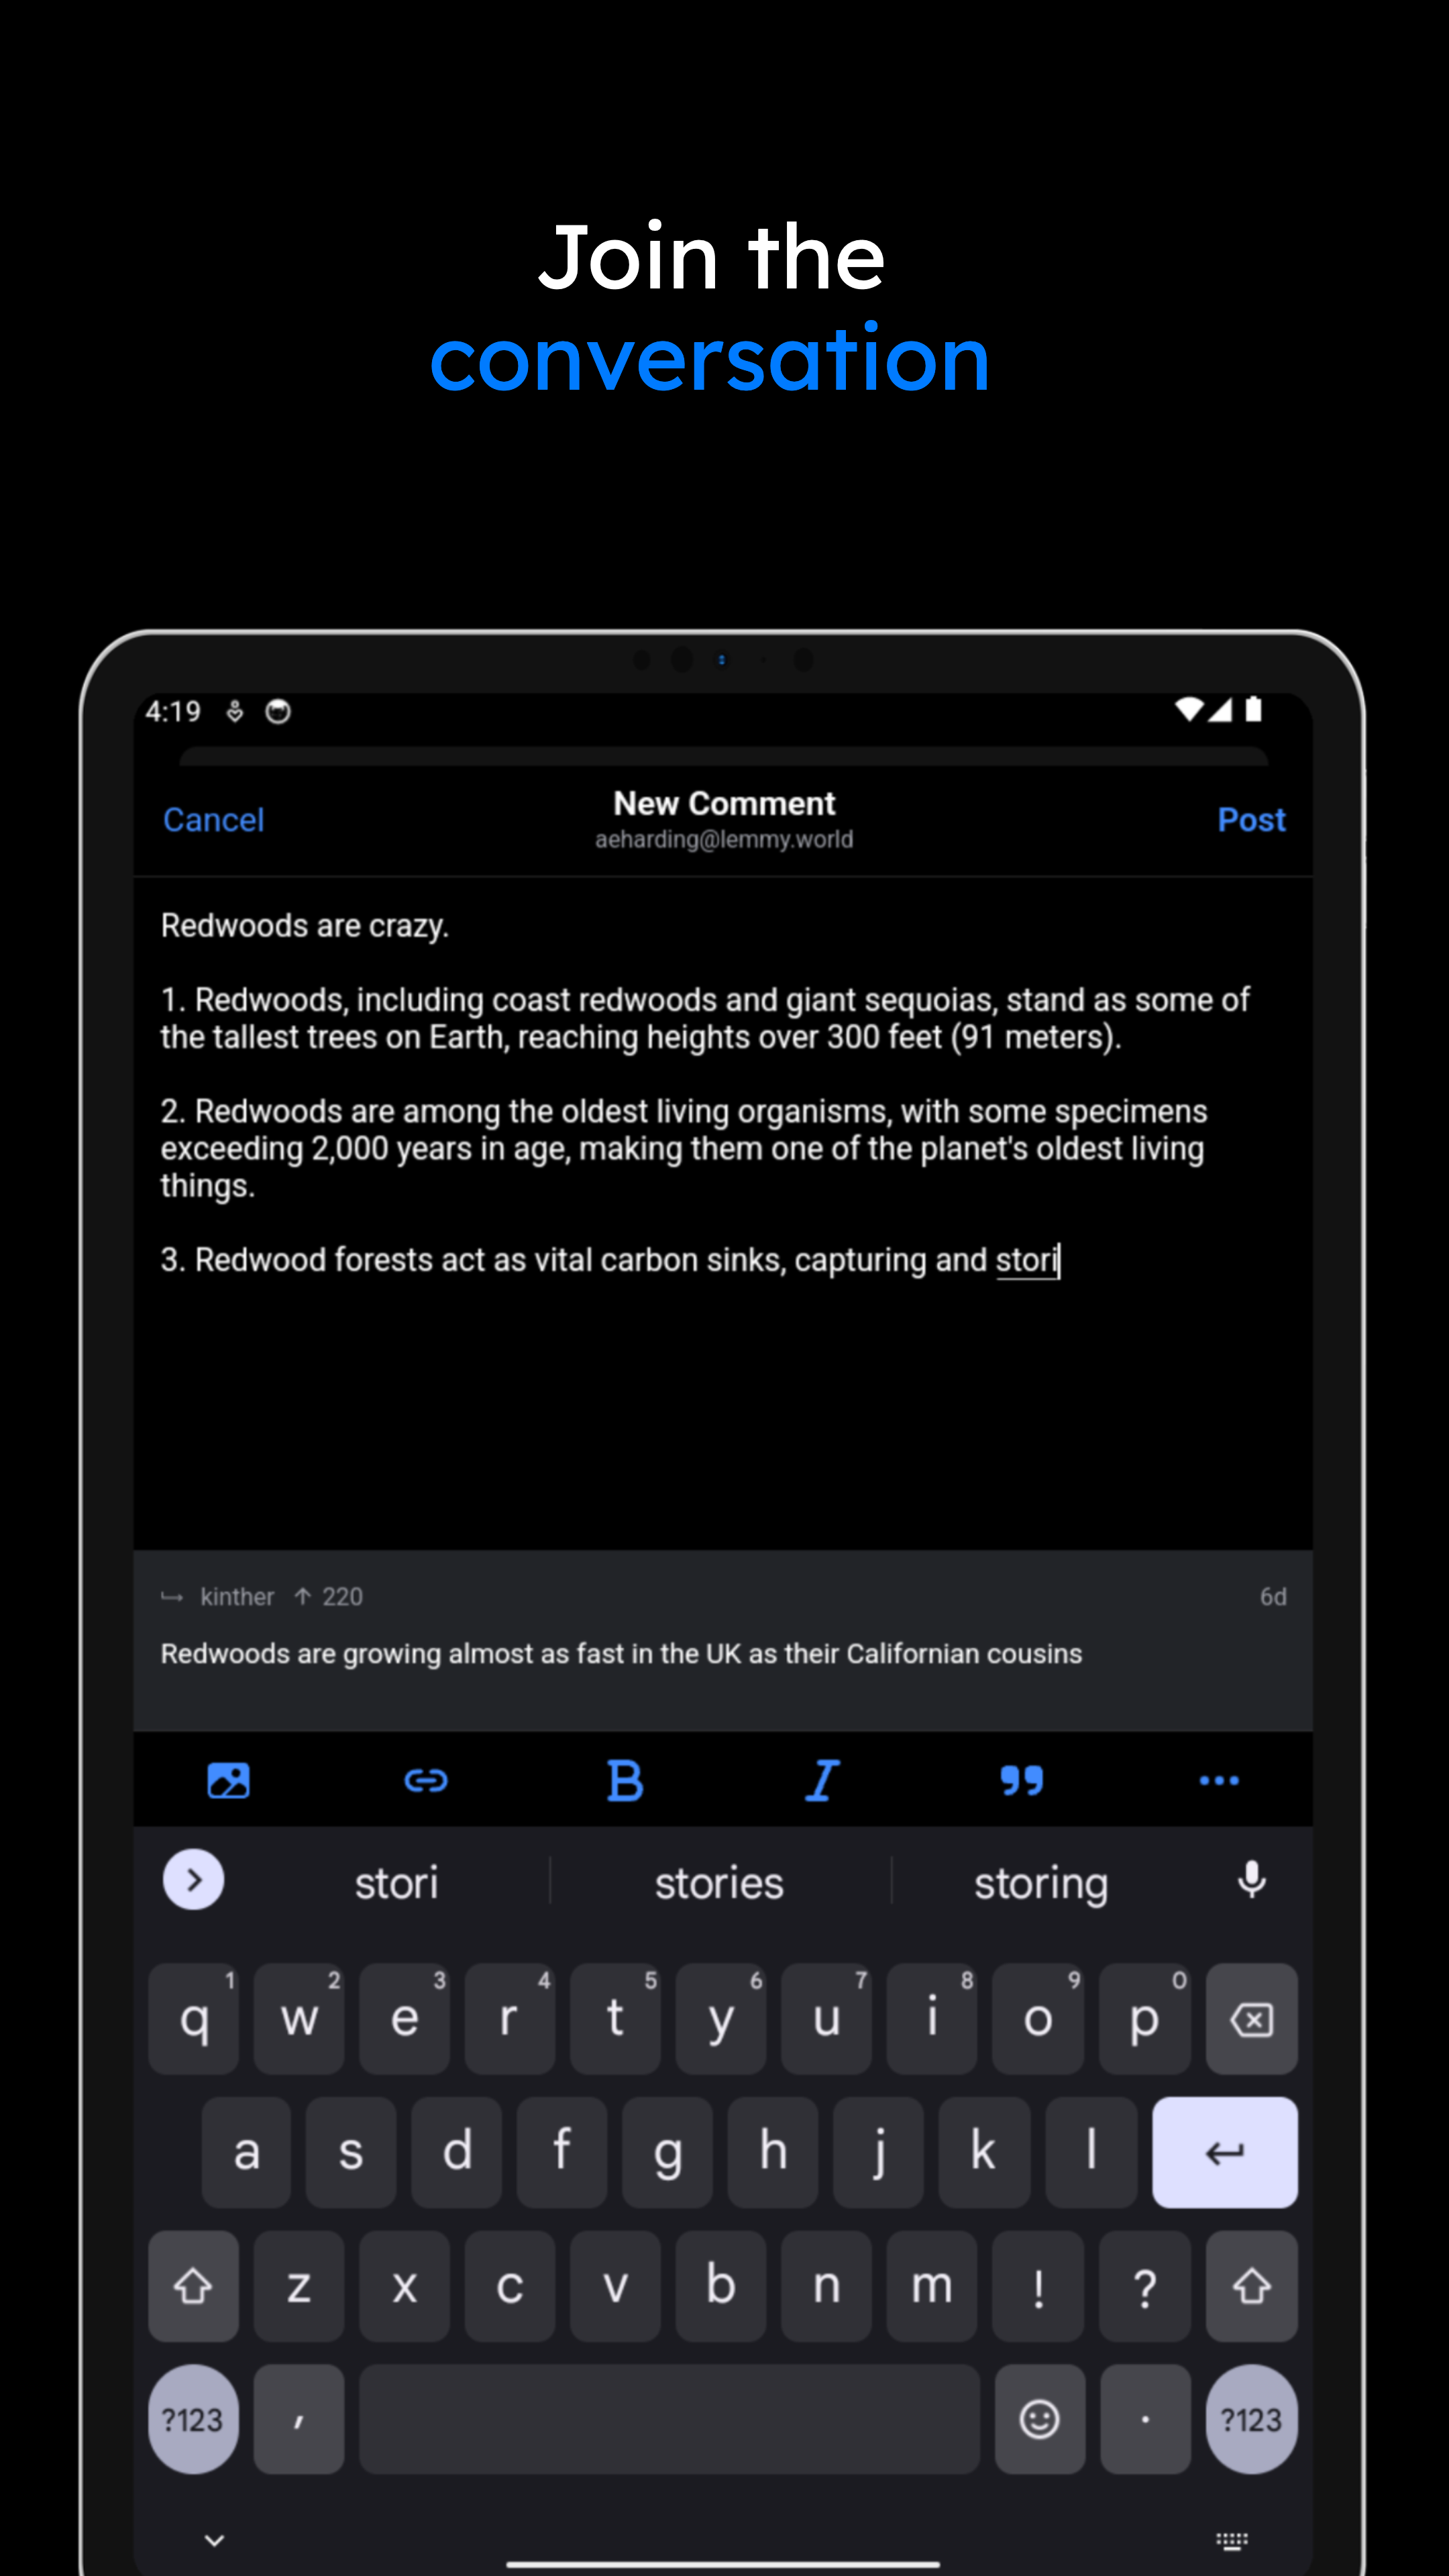 Join the
conversation
4:19
Cancel
New Comment
Post
aeharding@lemmy.world
Redwoods are crazy.
1. Redwoods, including coast redwoods and giant sequoias, stand as some of
the tallest trees on Earth, reaching heights over 300 feet (91 meters).
2. Redwoods are among the oldest living organisms, with some specimens
exceeding 2,000 years in age, making them one of the planet's oldest living
things.
3. Redwood forests act as vital carbon sinks, capturing and stori
kinther 220 6d
Redwoods are growing almost as fast in the UK as their Californian cousins
B I
stori stories storing
q 1 w 2 e 3 r 4 t 5 y 6 u 7 i 8 o 9 p 0
a s d f g h j k l
z x c v b n m ! ?
?123 , . ?123